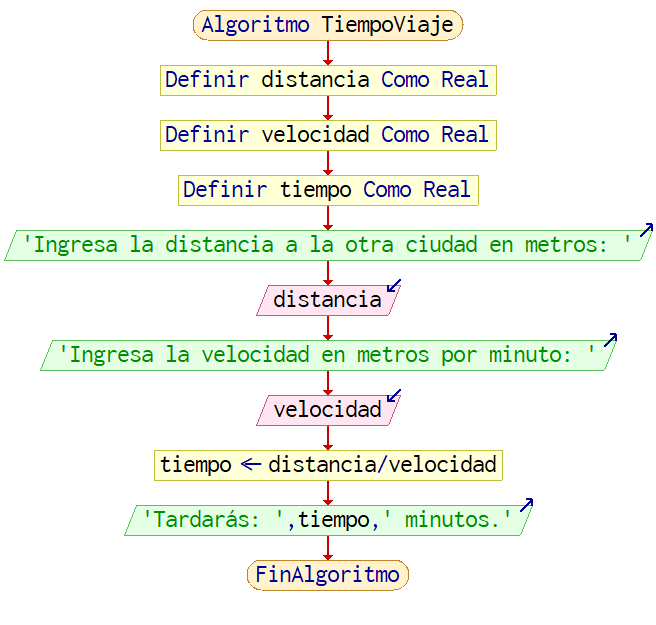 Algoritmo TiempoViaje
Definir distancia Como Real
Definir velocidad Como Real
Definir tiempo Como Real
'Ingresa la distancia a la otra ciudad en metros: '
distancia
'Ingresa la velocidad en metros por minuto: '
velocidad
tiempo ← distancia/velocidad
'Tardarás: ',tiempo,' minutos.'
FinAlgoritmo